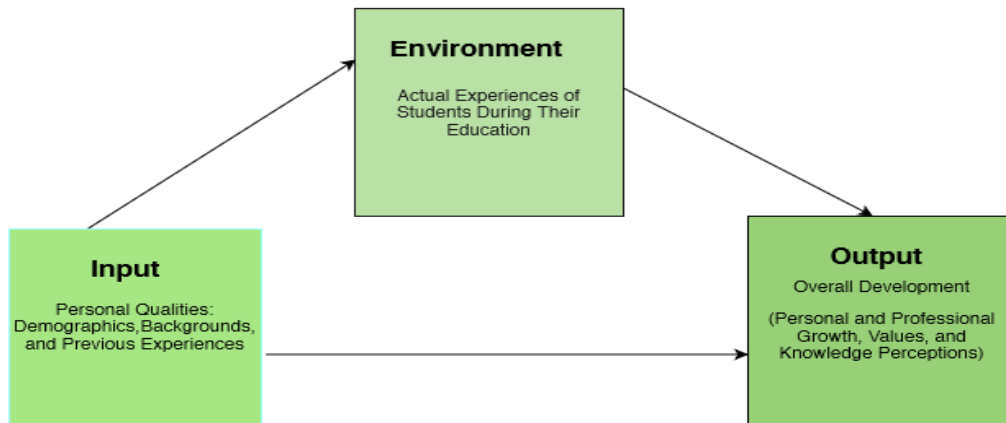 Environment
Actual Experiences of
Students During Their
Education
Input
Personal Qualities:
Demographics,Backgrounds,
and Previous Experiences
Output
Overall Development
(Personal and Professional
Growth, Values, and
Knowledge Perceptions)